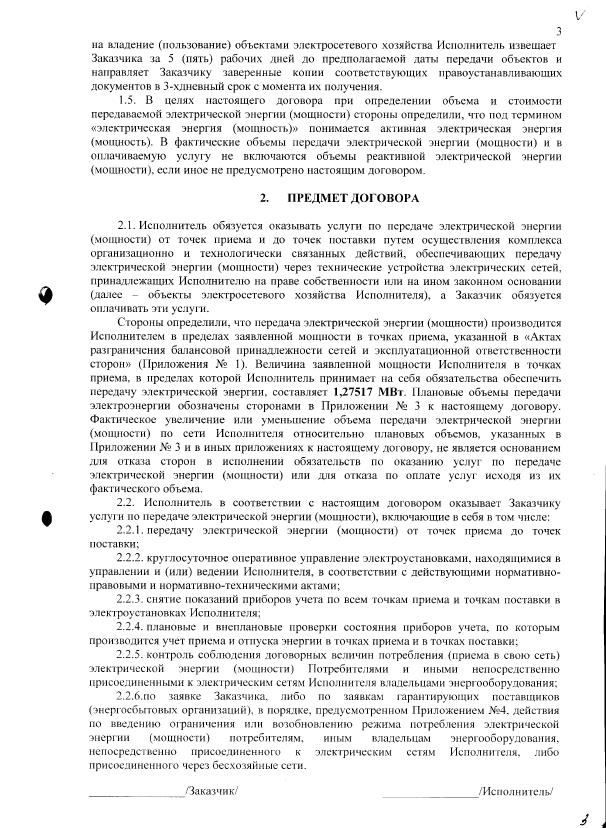 V
3
на владение (пользование) объектами электросетевого хозяйства Исполнитель извещает
Заказчика за 5 (пять) рабочих дней до предполагаемой даты передачи объектов и
направляет Заказчику заверенные копии соответствующих правоустанавливающих
документов в 3-хдневный срок с момента их получения.
1.5. В целях настоящего договора при определении объема и стоимости
передаваемой электрической энергии (мощности) стороны определили, что под термином
«электрическая энергия (мощность)» понимается активная электрическая энергия
(мощность). В фактические объемы передачи электрической энергии (мощности) и в
оплачиваемую услугу не включаются объемы реактивной электрической энергии
(мощности), если иное не предусмотрено настоящим договором.
2. ПРЕДМЕТ ДОГОВОРА
2.1. Исполнитель обязуется оказывать услуги по передаче электрической энергии
(мощности) от точек приема и до точек поставки путем осуществления комплекса
организационно и технологически связанных действий, обеспечивающих передачу
электрической энергии (мощности) через технические устройства электрических сетей,
принадлежащих Исполнителю на праве собственности или на ином законном основании
(далее – объекты электросетевого хозяйства Исполнителя), а Заказчик обязуется
оплачивать эти услуги.
Стороны определили, что передача электрической энергии (мощности) производится
Исполнителем в пределах заявленной мощности в точках приема, указанной в «Актах
разграничения балансовой принадлежности сетей и эксплуатационной ответственности
сторон» (Приложения № 1). Величина заявленной мощности Исполнителя в точках
приема, в пределах которой Исполнитель принимает на себя обязательства обеспечить
передачу электрической энергии, составляет 1,27517 МВт. Плановые объемы передачи
электроэнергии обозначены сторонами в Приложении № 3 к настоящему договору.
Фактическое увеличение или уменьшение объема передачи электрической энергии
(мощности) по сети Исполнителя относительно плановых объемов, указанных в
Приложении № 3 и в иных приложениях к настоящему договору, не является основанием
для отказа сторон в исполнении обязательств по оказанию услуг по передаче
электрической энергии (мощности) или для отказа по оплате услуг исходя из их
фактического объема.
2.2. Исполнитель в соответствии с настоящим договором оказывает Заказчику
услуги по передаче электрической энергии (мощности), включающие в себя в том числе:
2.2.1. передачу электрической энергии (мощности) от точек приема до точек
поставки;
2.2.2. круглосуточное оперативное управление электроустановками, находящимися в
управлении и (или) ведении Исполнителя, в соответствии с действующими нормативно-
правовыми и нормативно-техническими актами;
2.2.3. снятие показаний приборов учета по всем точкам приема и точкам поставки в
электроустановках Исполнителя;
2.2.4. плановые и внеплановые проверки состояния приборов учета, по которым
производится учет приема и отпуска энергии в точках приема и в точках поставки;
2.2.5. контроль соблюдения договорных величин потребления (приема в свою сеть)
электрической энергии (мощности) Потребителями и иными непосредственно
присоединенными к электрическим сетям Исполнителя владельцами энергооборудования;
2.2.6.по заявке Заказчика, либо по заявкам гарантирующих поставщиков
(энергосбытовых организаций), в порядке, предусмотренном Приложением №4, действия
по введению ограничения или возобновлению режима потребления электрической
энергии (мощности) потребителям, иным владельцам энергооборудования,
непосредственно присоединенного к электрическим сетям Исполнителя, либо
присоединенного через бесхозяйные сети.
________________/Заказчик/ ________________/Исполнитель/
3